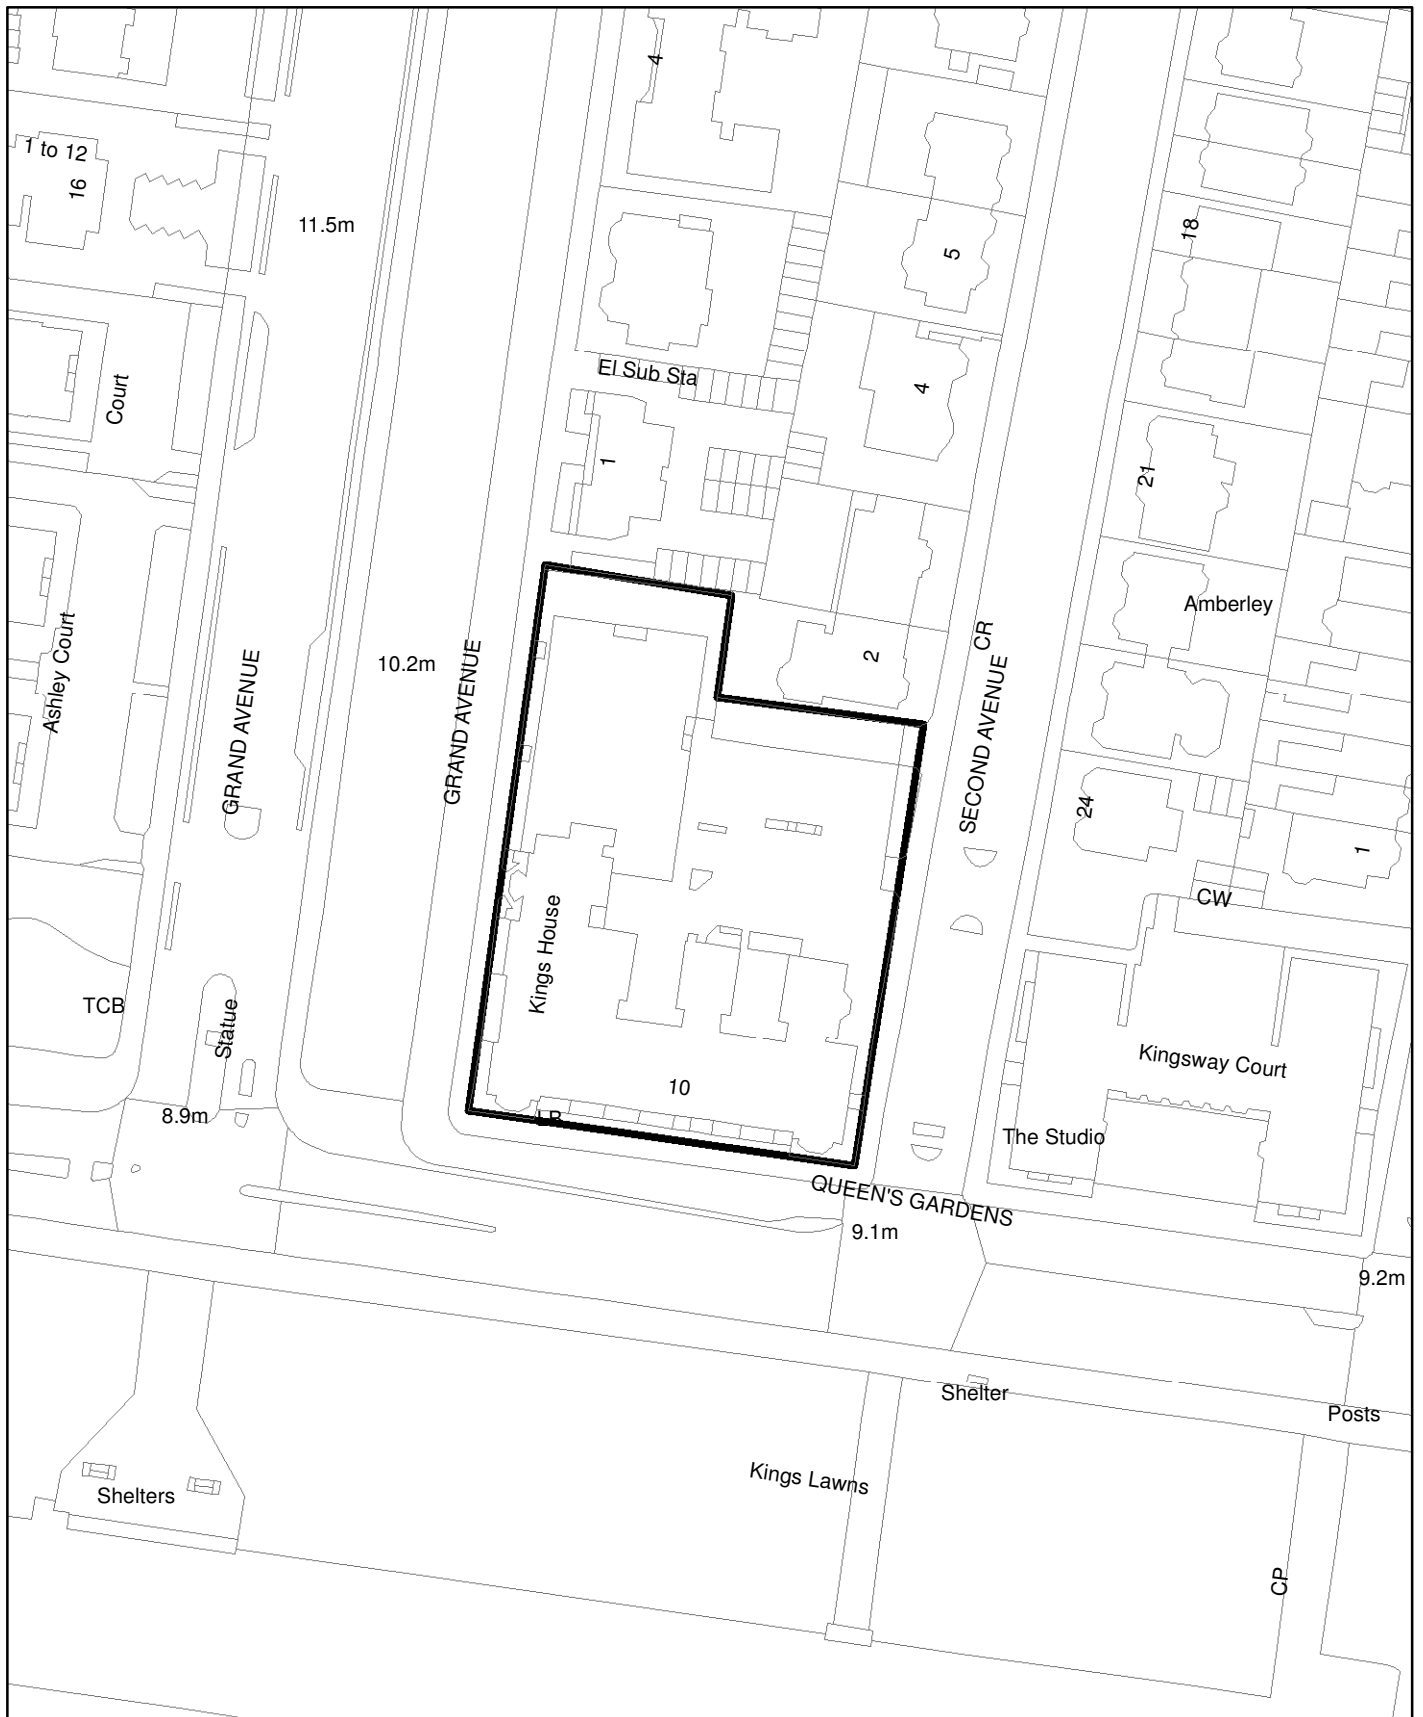 4
1 to 12
16
11.5m
18
5
El Sub Sta
4
Court
1
21
Amberley
CR
2
10.2m
Ashley Court
GRAND AVENUE
GRAND AVENUE
SECOND AVENUE
24
1
CW
Kings House
TCB
Statue
Kingsway Court
10
8.9m
LB
The Studio
QUEEN'S GARDENS
9.1m
9.2m
Shelter
Posts
Kings Lawns
Shelters
CP